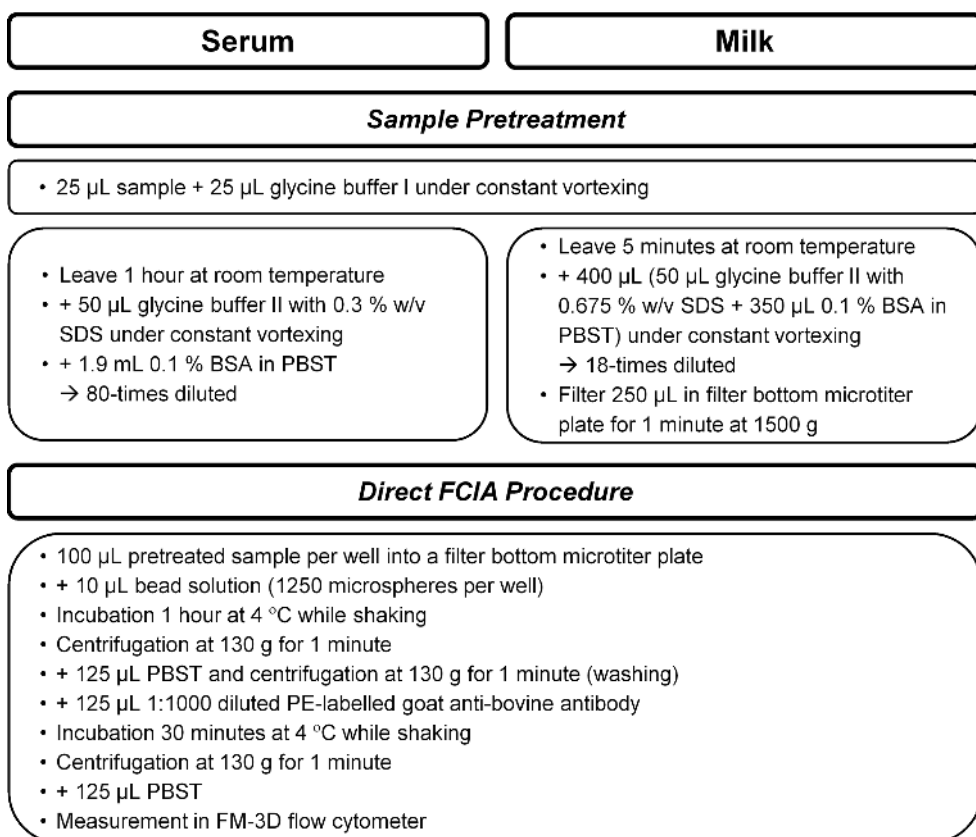 Serum
Milk
Sample Pretreatment
• 25 µL sample + 25 µL glycine buffer I under constant vortexing
• Leave 1 hour at room temperature
• + 50 µL glycine buffer II with 0.3 % w/v
SDS under constant vortexing
• + 1.9 mL 0.1 % BSA in PBST
→ 80-times diluted
• Leave 5 minutes at room temperature
• + 400 µL (50 µL glycine buffer II with
0.675 % w/v SDS + 350 µL 0.1 % BSA in
PBST) under constant vortexing
→ 18-times diluted
• Filter 250 µL in filter bottom microtiter
plate for 1 minute at 1500 g
Direct FCIA Procedure
• 100 µL pretreated sample per well into a filter bottom microtiter plate
• + 10 µL bead solution (1250 microspheres per well)
• Incubation 1 hour at 4 ºC while shaking
• Centrifugation at 130 g for 1 minute
• + 125 µL PBST and centrifugation at 130 g for 1 minute (washing)
• + 125 µL 1:1000 diluted PE-labelled goat anti-bovine antibody
• Incubation 30 minutes at 4 ºC while shaking
• Centrifugation at 130 g for 1 minute
• + 125 µL PBST
• Measurement in FM-3D flow cytometer